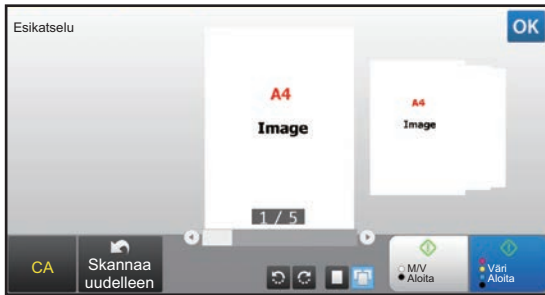 Esikatselu
OK
A4
Image
A4
Image
1 / 5
CA
Skannaa
uudelleen
M/V
Aloita
Väri
Aloita